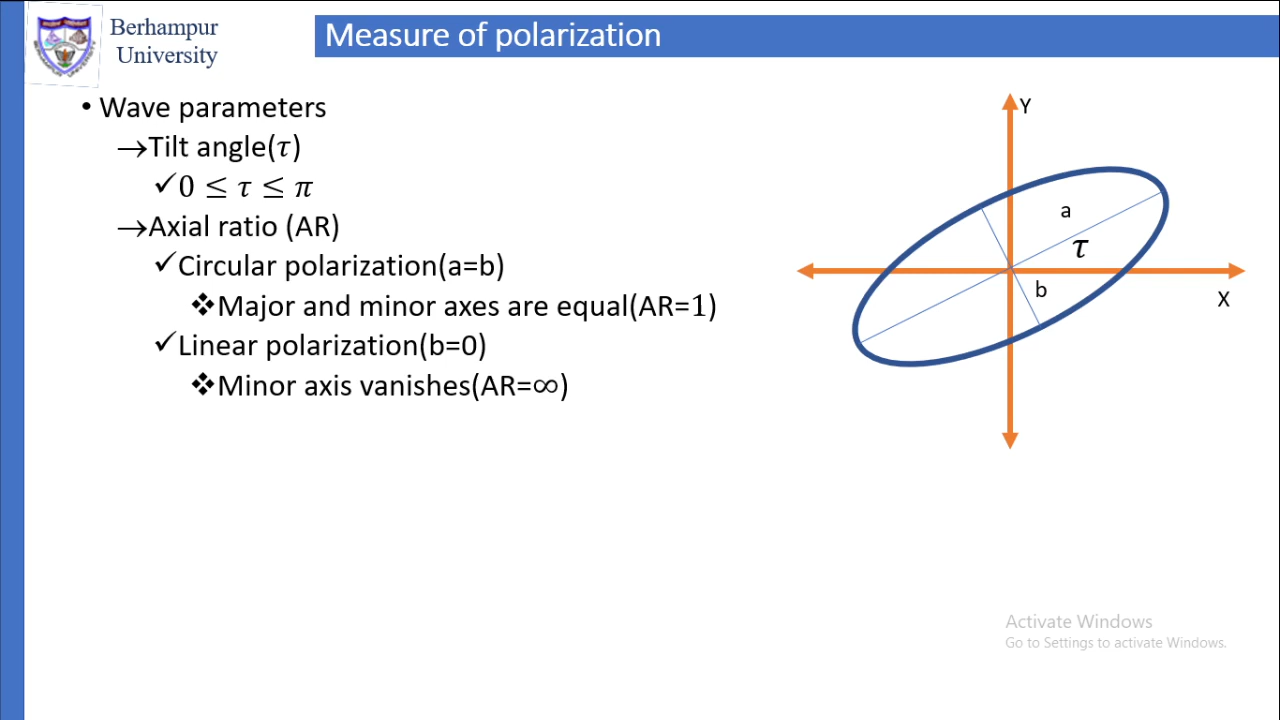 Berhampur
University
Measure of polarization
• Wave parameters
→Tilt angle(τ)
✓0 ≤ τ ≤ π
→Axial ratio (AR)
✓Circular polarization(a=b)
❖Major and minor axes are equal(AR=1)
✓Linear polarization(b=0)
❖Minor axis vanishes(AR=∞)
Y
a
τ
b
X
Activate Windows
Go to Settings to activate Windows.